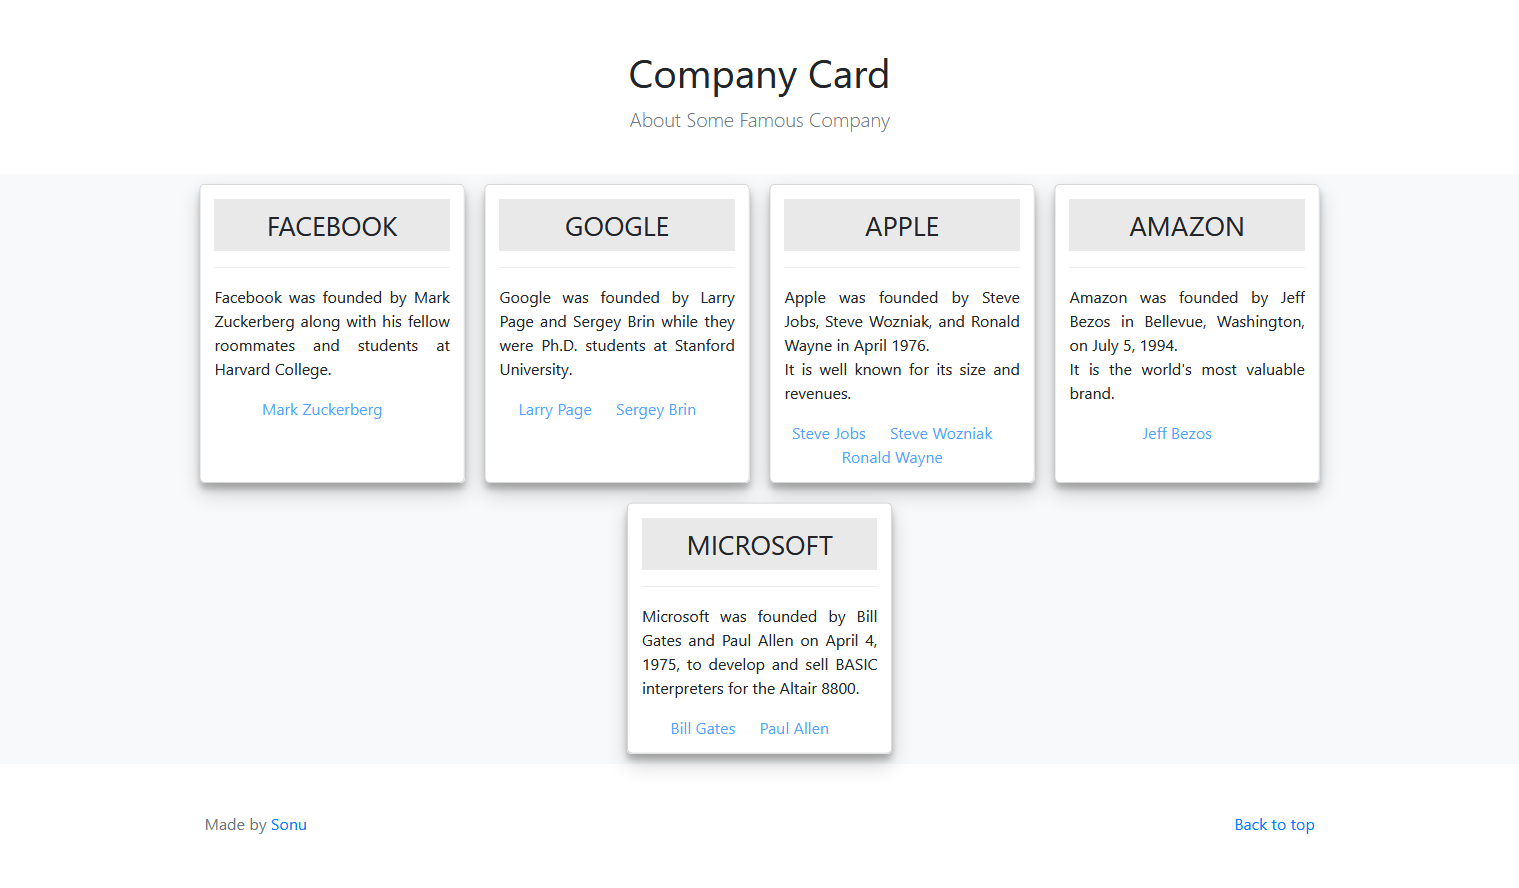 Company Card
About Some Famous Company
FACEBOOK
Facebook was founded by Mark
Zuckerberg along with his fellow
roommates and students at
Harvard College.
Mark Zuckerberg
GOOGLE
Google was founded by Larry
Page and Sergey Brin while they
were Ph.D. students at Stanford
University.
Larry Page Sergey Brin
APPLE
Apple was founded by Steve
Jobs, Steve Wozniak, and Ronald
Wayne in April 1976.
It is well known for its size and
revenues.
Steve Jobs Steve Wozniak
Ronald Wayne
AMAZON
Amazon was founded by Jeff
Bezos in Bellevue, Washington,
on July 5, 1994.
It is the world's most valuable
brand.
Jeff Bezos
MICROSOFT
Microsoft was founded by Bill
Gates and Paul Allen on April 4,
1975, to develop and sell BASIC
interpreters for the Altair 8800.
Bill Gates Paul Allen
Made by Sonu
Back to top